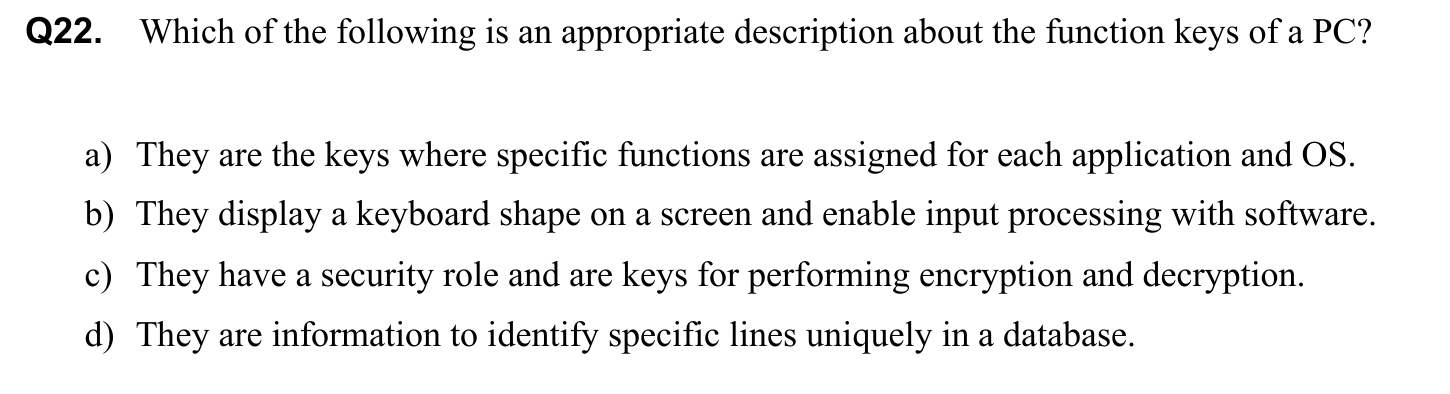 Q22. Which of the following is an appropriate description about the function keys of a PC?
a) They are the keys where specific functions are assigned for each application and OS.
b) They display a keyboard shape on a screen and enable input processing with software.
c) They have a security role and are keys for performing encryption and decryption.
d) They are information to identify specific lines uniquely in a database.